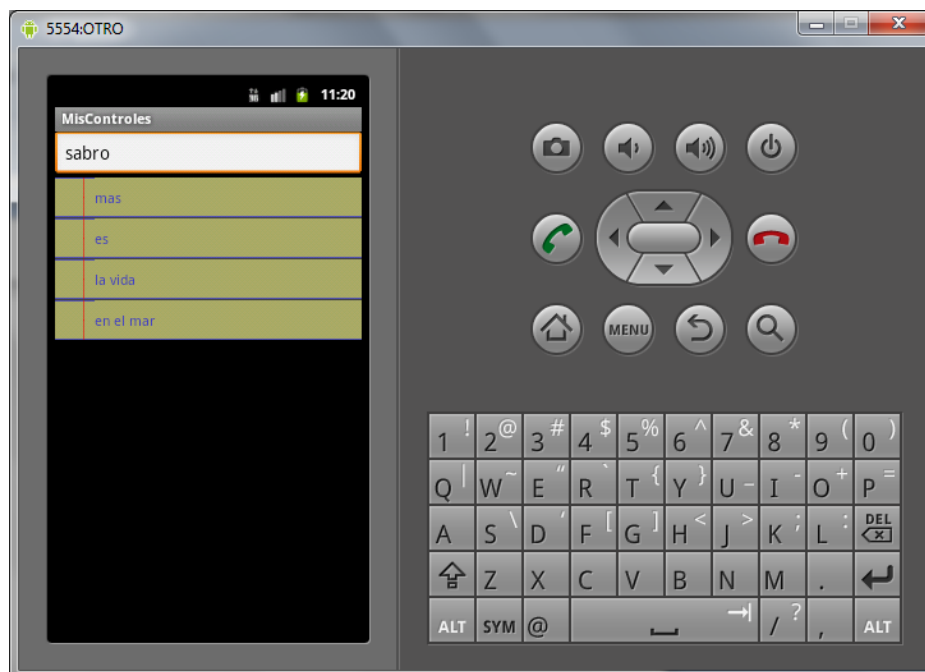 5554:OTRO
11:20
MisControles
sabro
mas
es
la vida
en el mar
MENU
1 ! 2 @ 3 # 4 $ 5 % 6 ^ 7 & 8 * 9 ( 0 )
Q | W ~ E " R ` T { Y } U _ I - O + P =
A S \ D ' F [ G ] H < J > K ; L : DEL
Z X C V B N M .
ALT SYM @ / ? , ALT